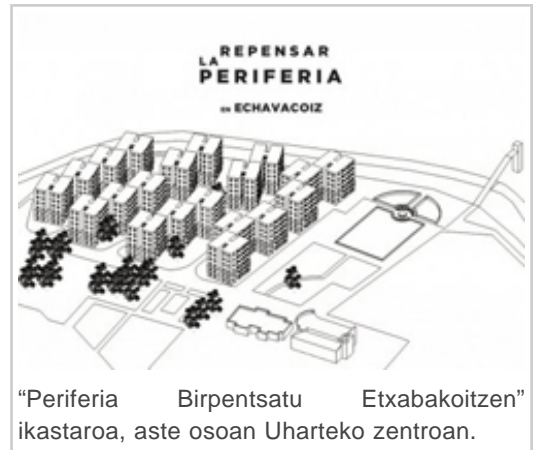 REPENSAR
LA
PERIFERIA
EN ECHAVACOIZ
“Periferia Birpentsatu Etxabakoitzen”
ikastaroa, aste osoan Uharteko zentroan.